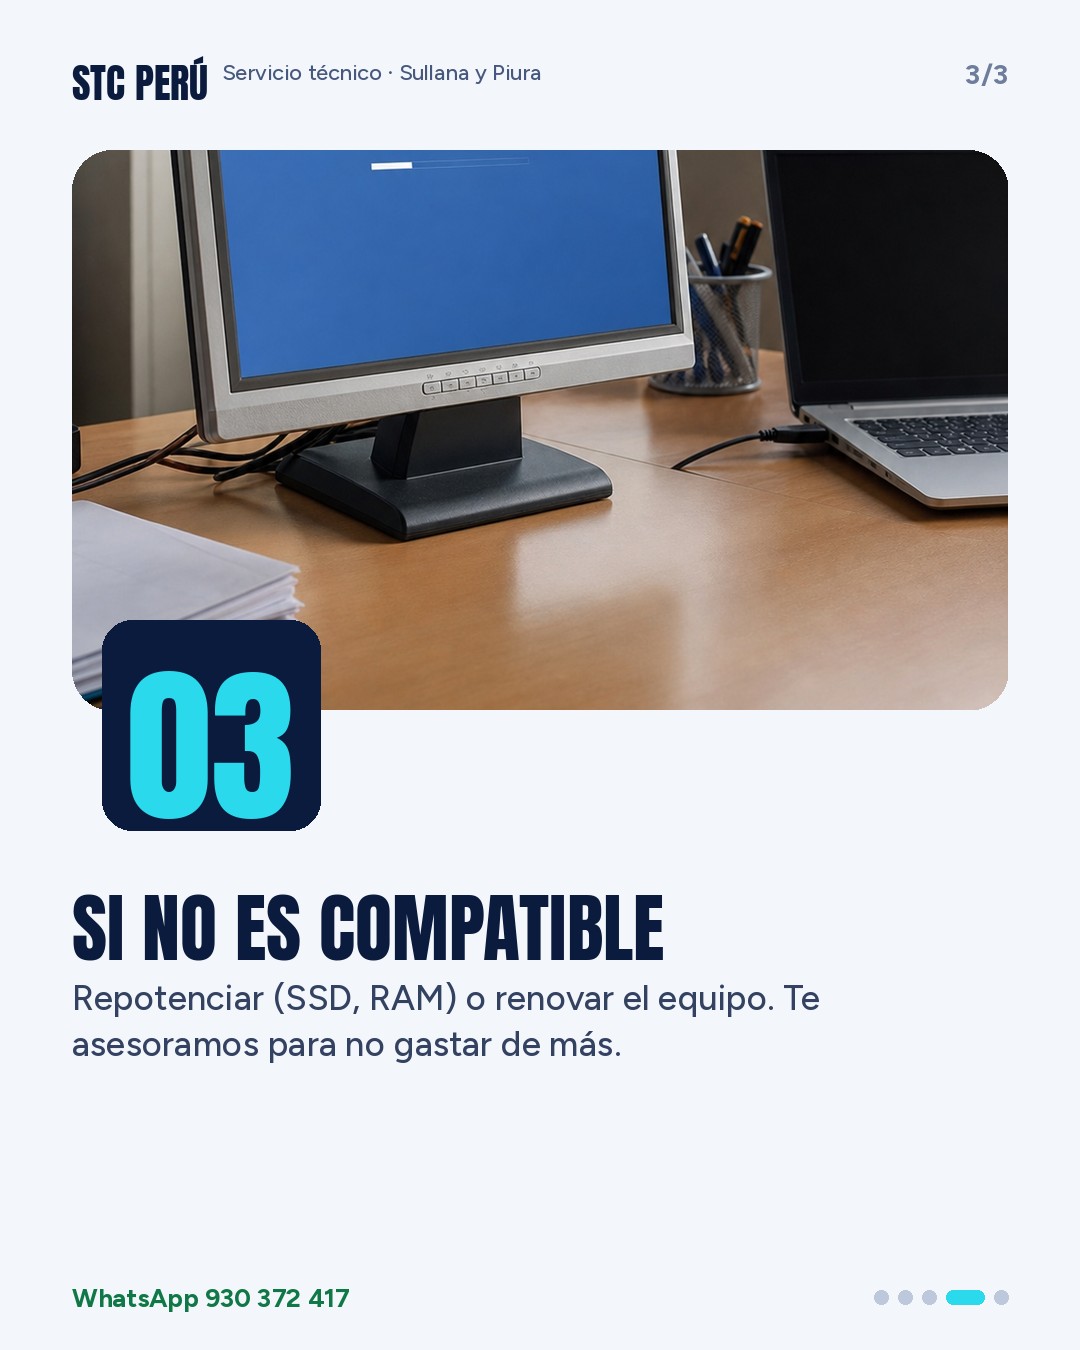 STC PERÚ Servicio técnico · Sullana y Piura 3/3
03
SI NO ES COMPATIBLE
Repotenciar (SSD, RAM) o renovar el equipo. Te
asesoramos para no gastar de más.
WhatsApp 930 372 417